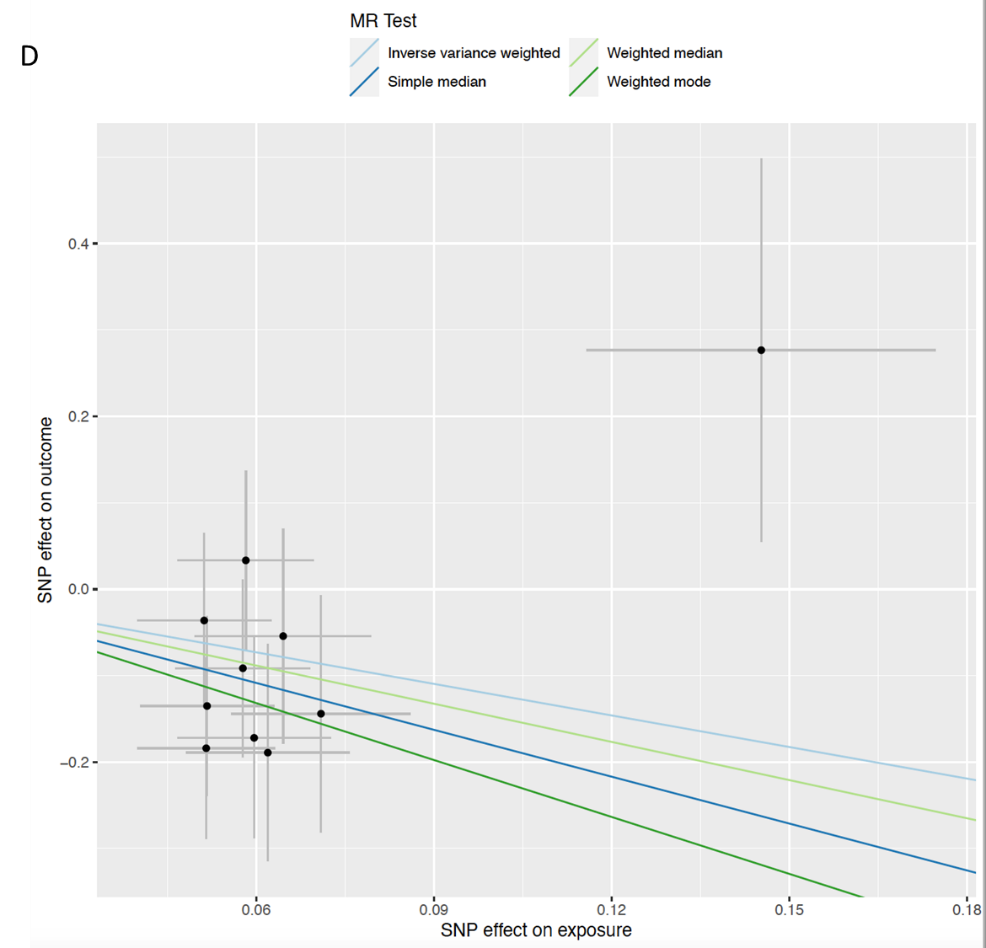 D
MR Test
Inverse variance weighted
Weighted median
Simple median
Weighted mode
SNP effect on outcome
0.4
0.2
0.0
−0.2
0.06
0.09
0.12
0.15
0.18
SNP effect on exposure